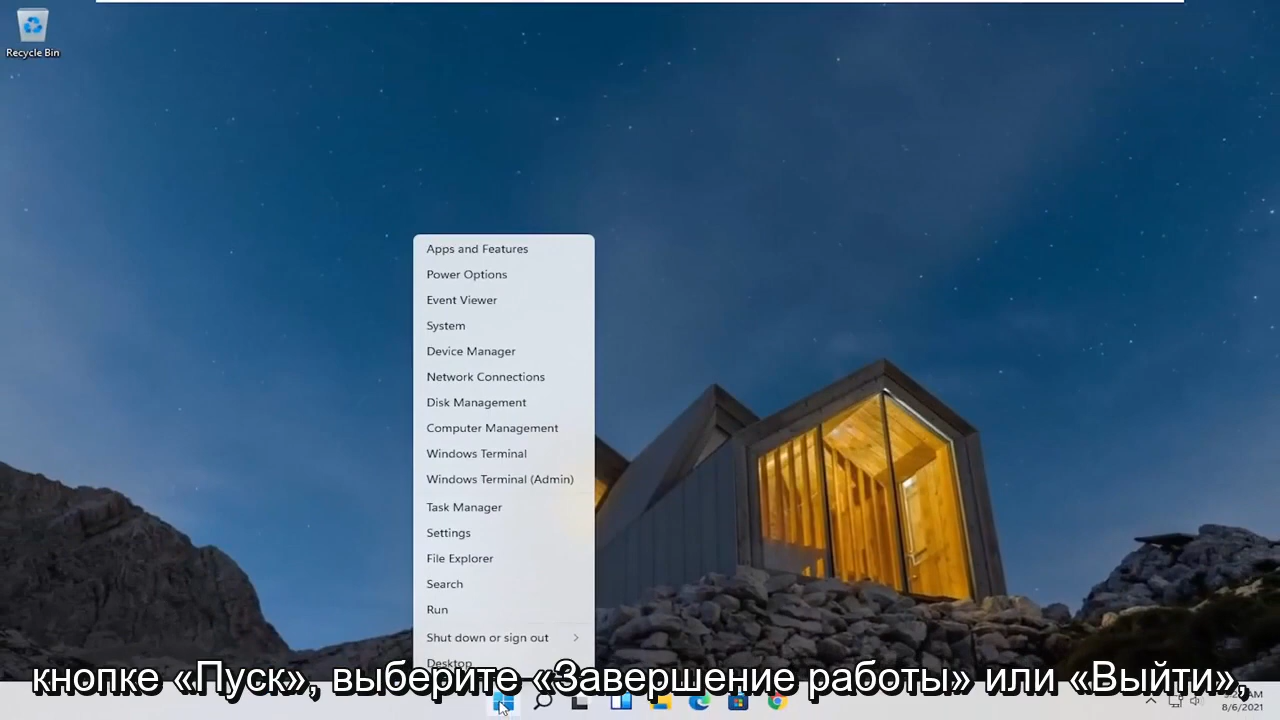 Recycle Bin
Apps and Features
Power Options
Event Viewer
System
Device Manager
Network Connections
Disk Management
Computer Management
Windows Terminal
Windows Terminal (Admin)
Task Manager
Settings
File Explorer
Search
Run
Shut down or sign out
Desktop
кнопке «Пуск», выберите «Завершение работы» или «Выйти»,
AM
8/6/2021